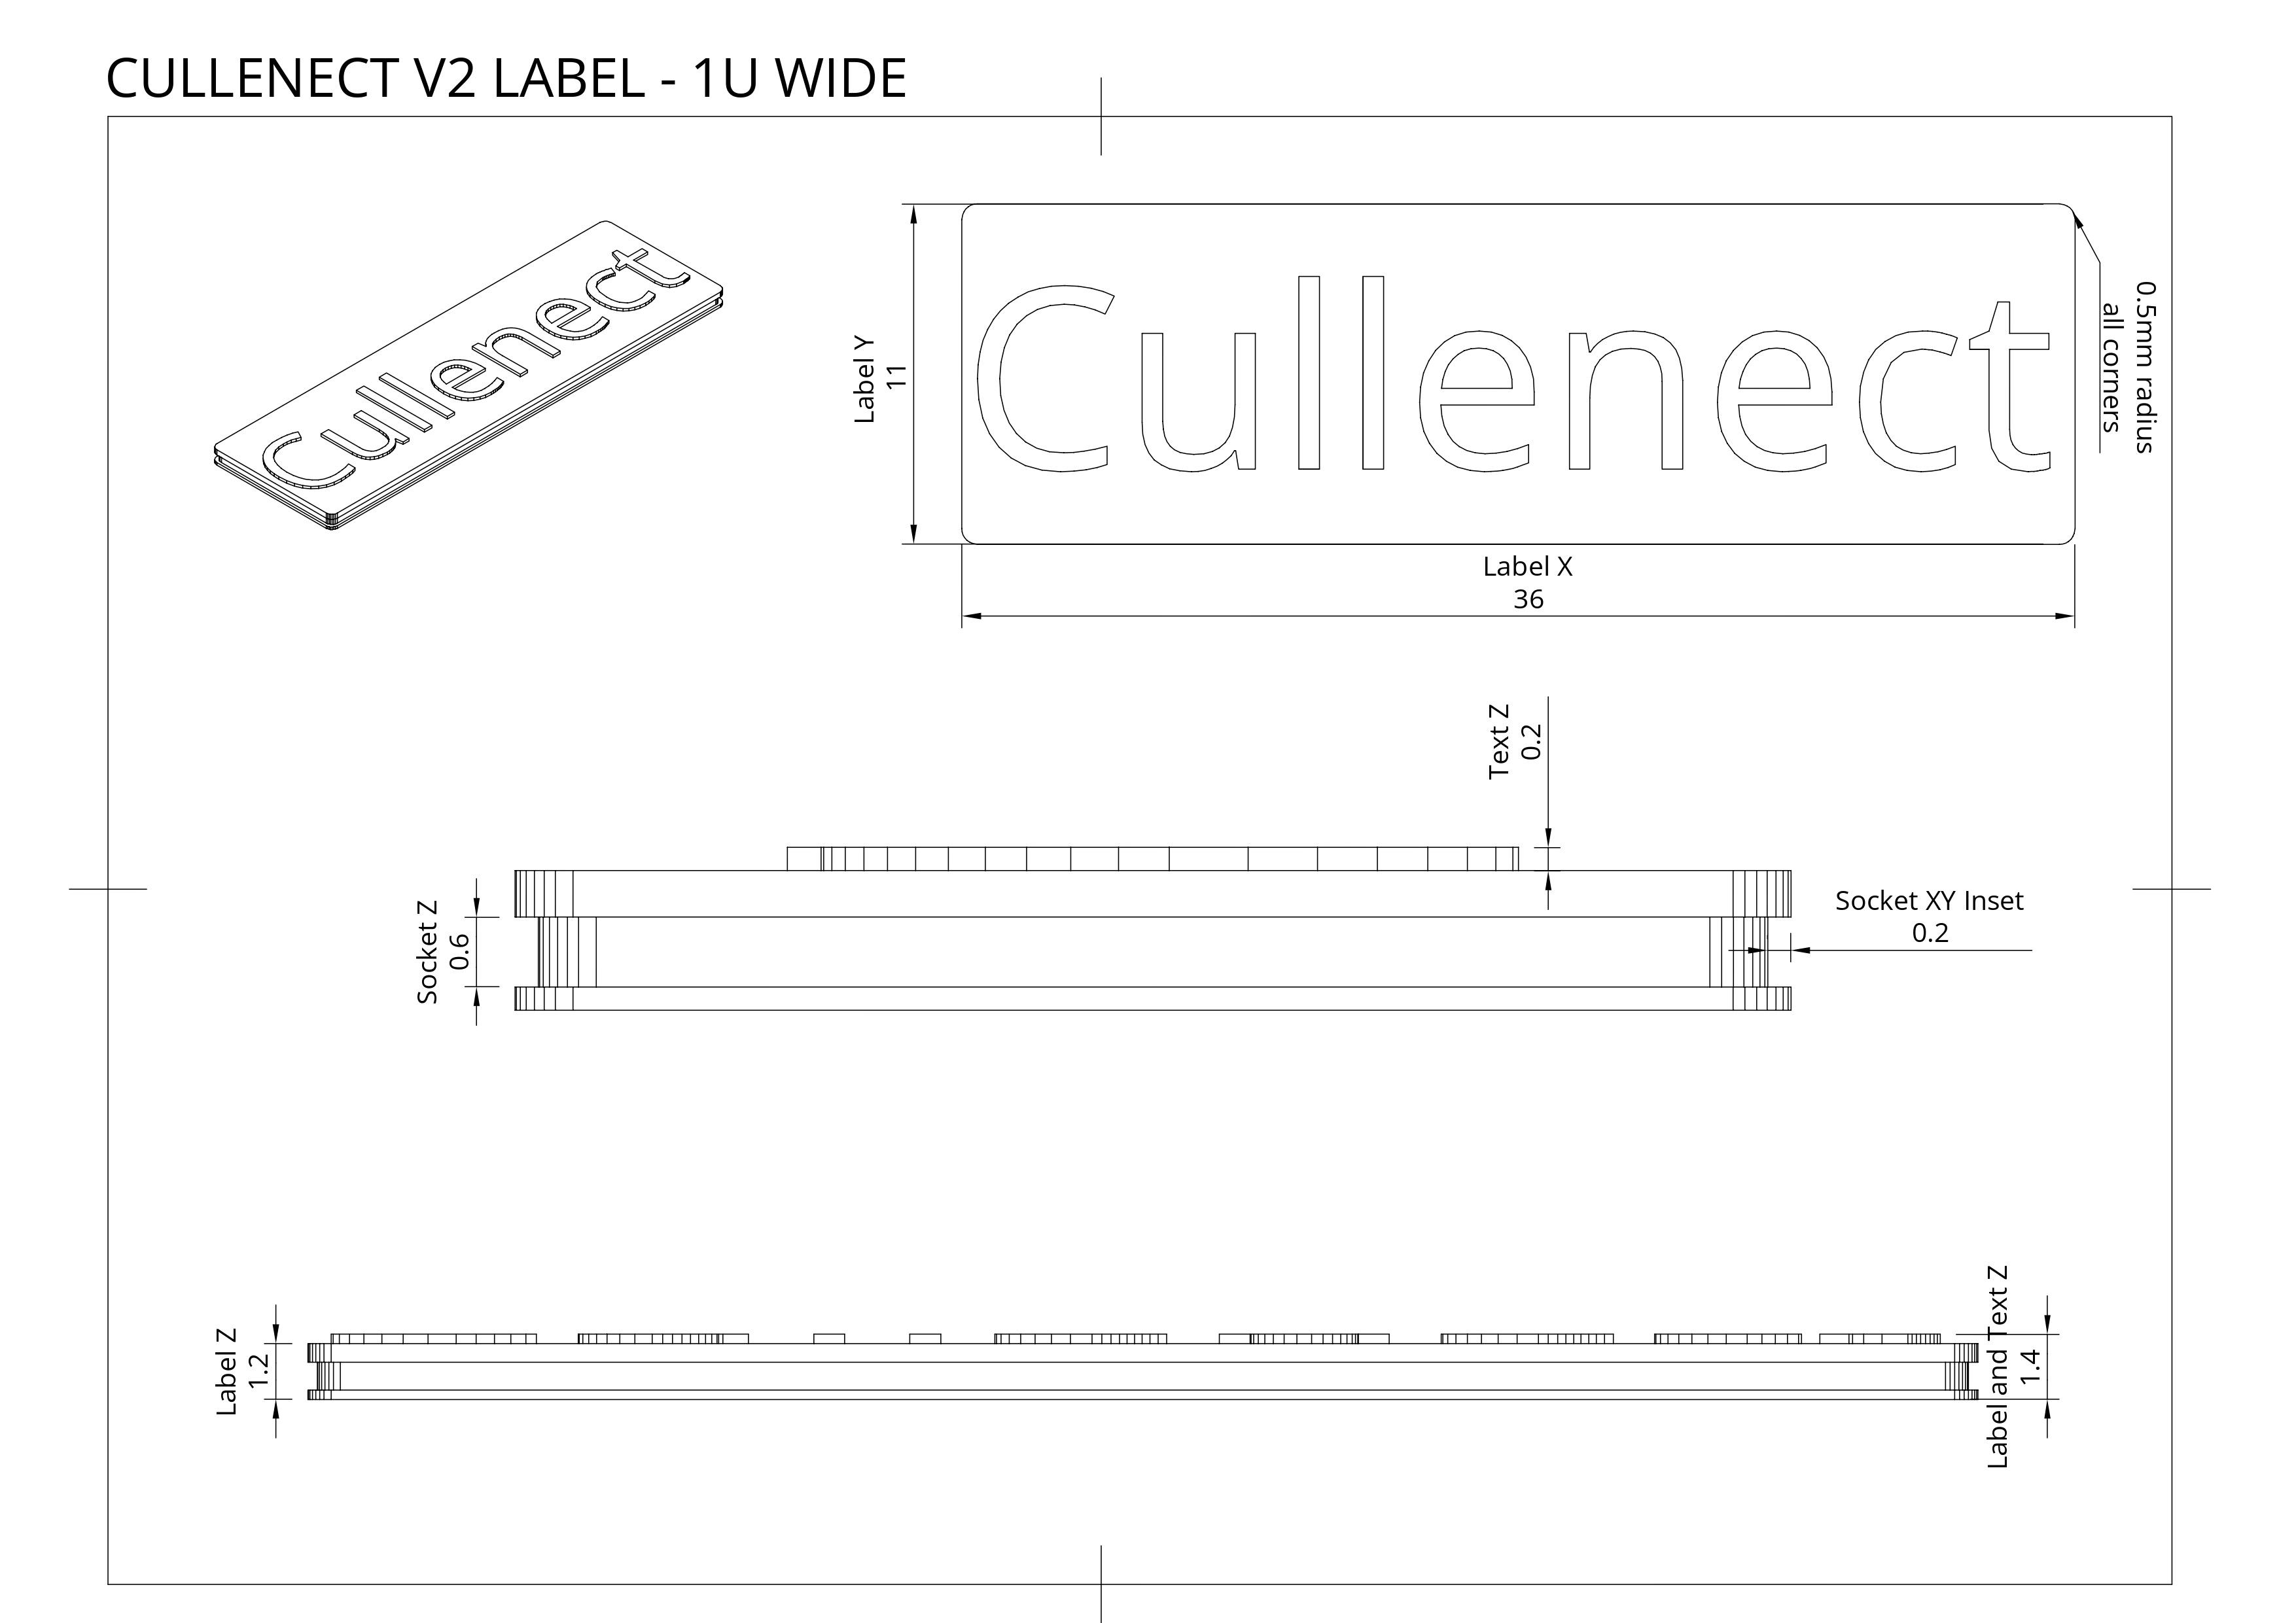 CULLENECT V2 LABEL - 1U WIDE
Cullenect
Cullenect
Label Y
11
0.5mm radius
all corners
Label X
36
Text Z
0.2
Socket Z
0.6
Socket XY Inset
0.2
Label Z
1.2
Label and Text Z
1.4